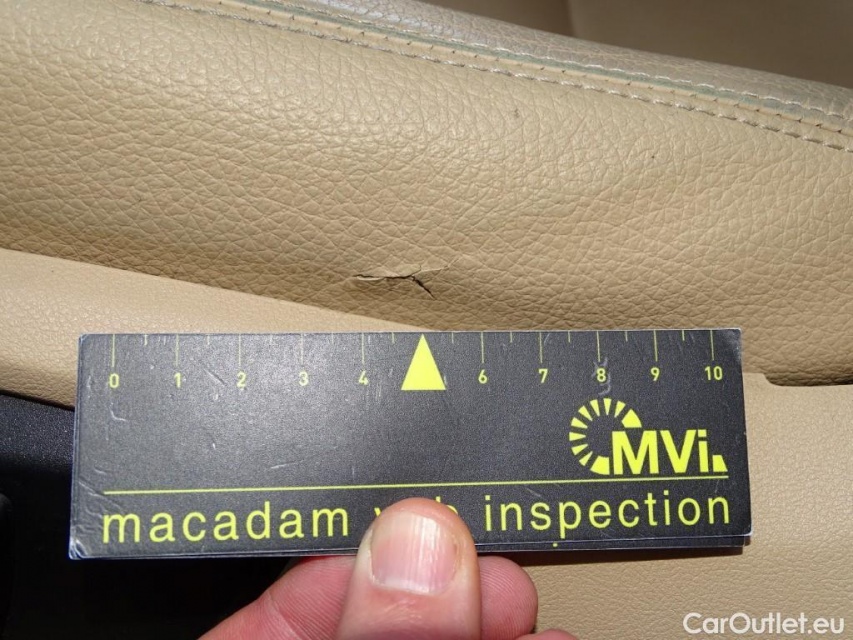 0 1 2 3 4 6 7 8 9 10
MVi
macadam inspection
CarOutlet.eu